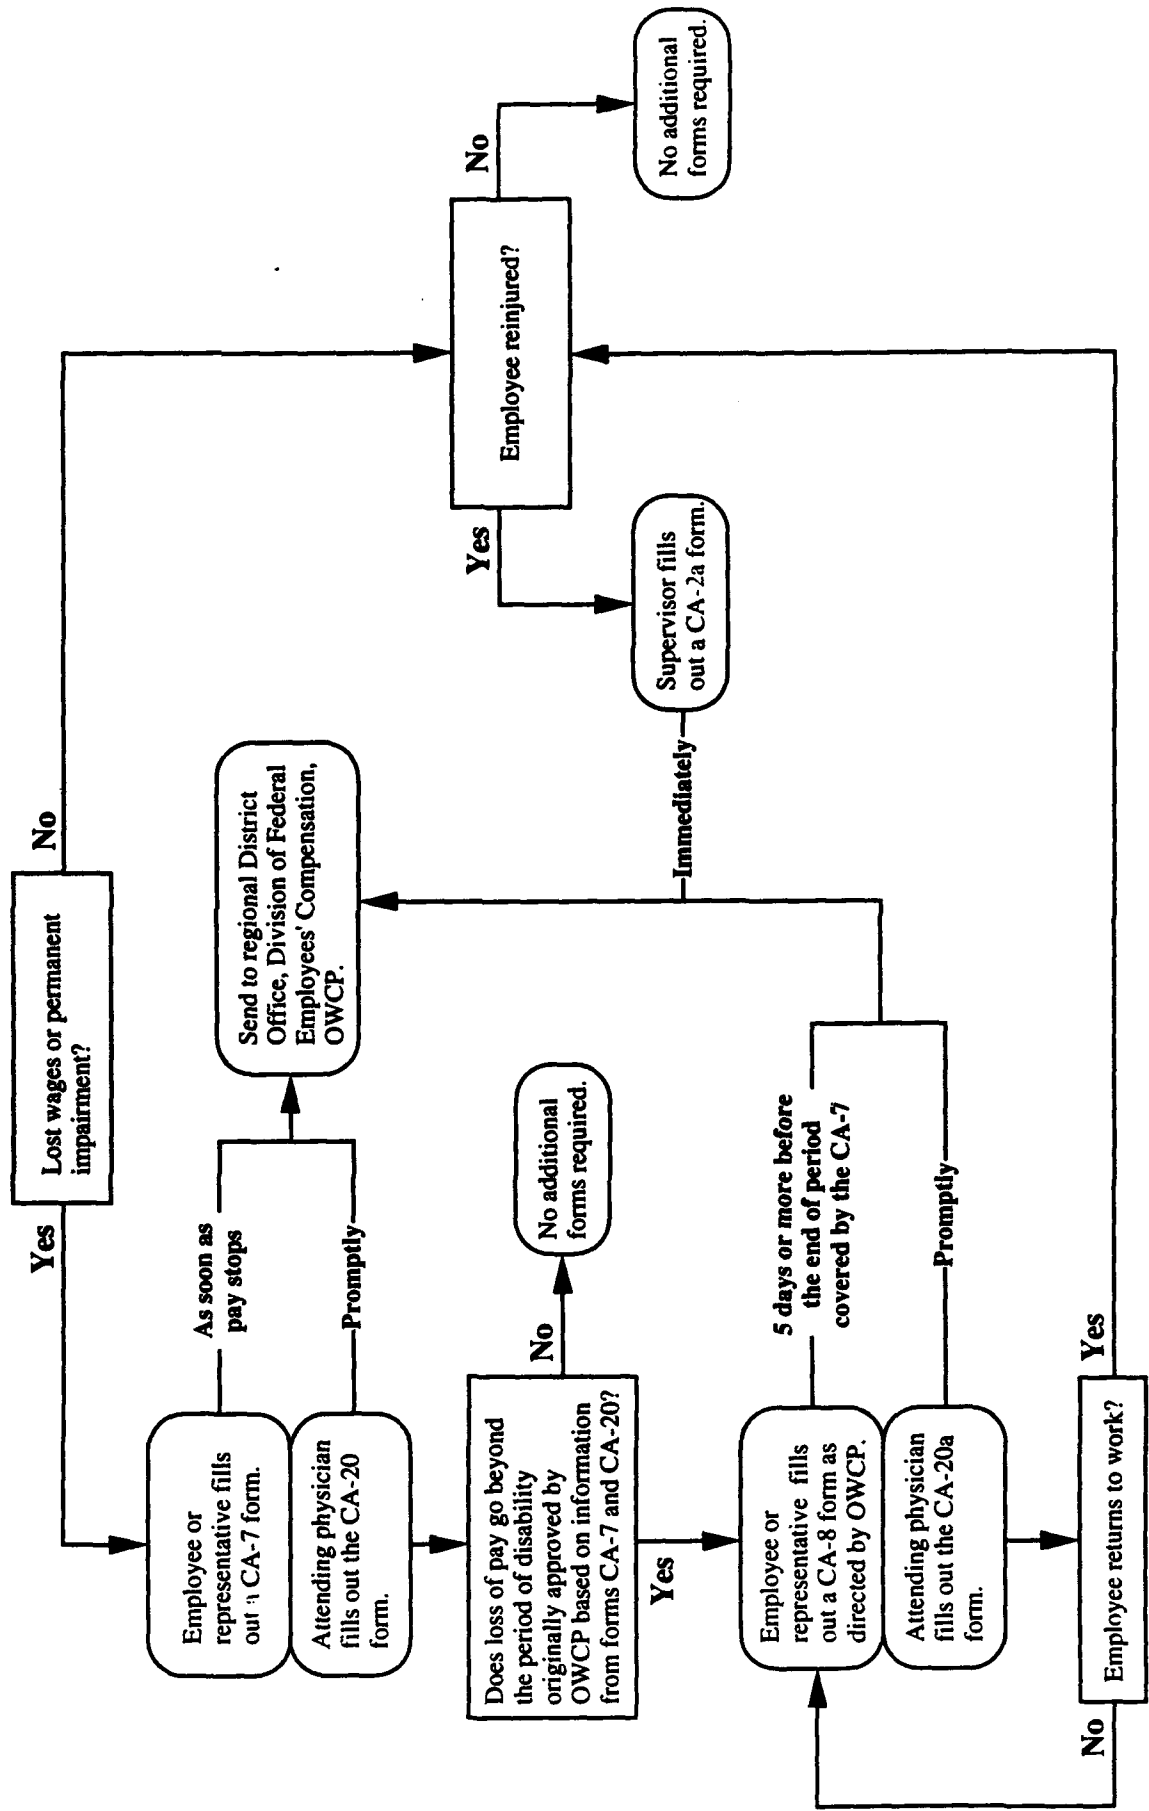 Lost wages or permanent
impairment?
Yes
No
Employee or
representative fills
out a CA-7 form.
As soon as
pay stops
Attending physician
fills out the CA-20
form.
Promptly
Send to regional District
Office, Division of Federal
Employees' Compensation,
OWCP.
Does loss of pay go beyond
the period of disability
originally approved by
OWCP based on information
from forms CA-7 and CA-20?
No
No additional
forms required.
Yes
Employee reinjured?
Yes
No
Supervisor fills
out a CA-2a form.
No additional
forms required.
Immediately
Employee or
representative fills
out a CA-8 form as
directed by OWCP.
5 days or more before
the end of period
covered by the CA-7
Attending physician
fills out the CA-20a
form.
Promptly
Employee returns to work?
No
Yes